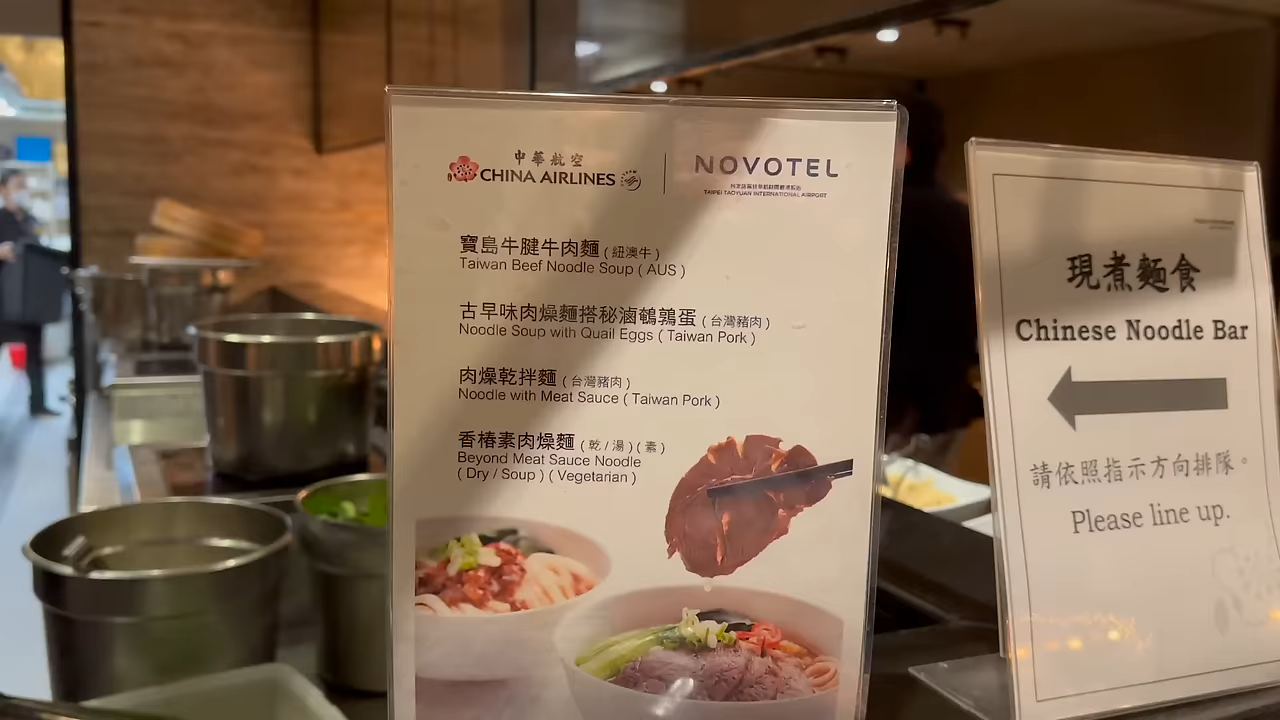 中華航空
CHINA AIRLINES
NOVOTEL
TAIPEI TAOYUAN INTERNATIONAL AIRPORT
寶島牛腱牛肉麵 ( 紐澳牛 )
Taiwan Beef Noodle Soup ( AUS )
古早味肉燥麵搭秘滷鵪鶉蛋 ( 台灣豬肉 )
Noodle Soup with Quail Eggs ( Taiwan Pork )
肉燥乾拌麵 ( 台灣豬肉 )
Noodle with Meat Sauce ( Taiwan Pork )
香椿素肉燥麵 ( 乾 / 湯 ) ( 素 )
Beyond Meat Sauce Noodle
( Dry / Soup ) ( Vegetarian )
現煮麵食
Chinese Noodle Bar
請依照指示方向排隊。
Please line up.